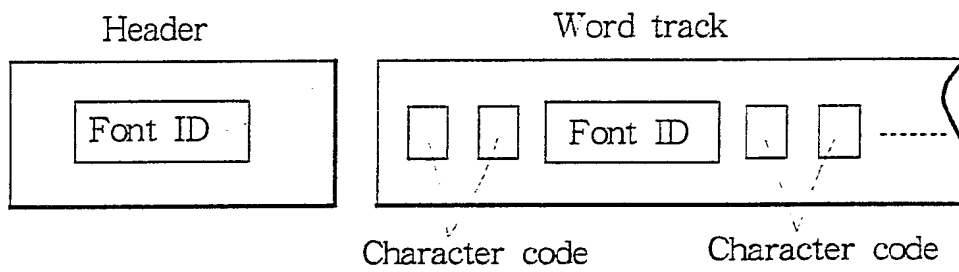 Header Word track
Font ID Font ID
Character code Character code